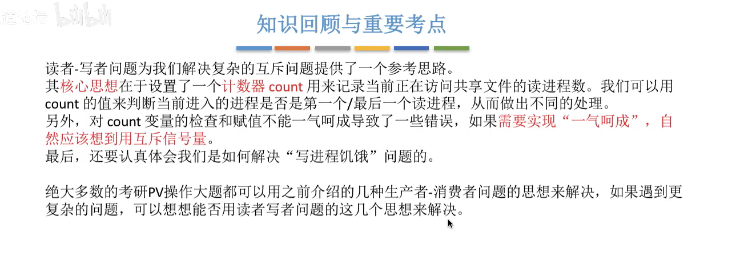 bilibili
知识回顾与重要考点
读者-写者问题为我们解决复杂的互斥问题提供了一个参考思路。
其核心思想在于设置了一个计数器 count 用来记录当前正在访问共享文件的读进程数。我们可以用
count 的值来判断当前进入的进程是否是第一个/最后一个读进程，从而做出不同的处理。
另外，对 count 变量的检查和赋值不能一气呵成导致了一些错误，如果需要实现“一气呵成”，自
然应该想到用互斥信号量。
最后，还要认真体会我们是如何解决“写进程饥饿”问题的。
绝大多数的考研PV操作大题都可以用之前介绍的几种生产者-消费者问题的思想来解决，如果遇到更
复杂的问题，可以想想能否用读者写者问题的这几个思想来解决。